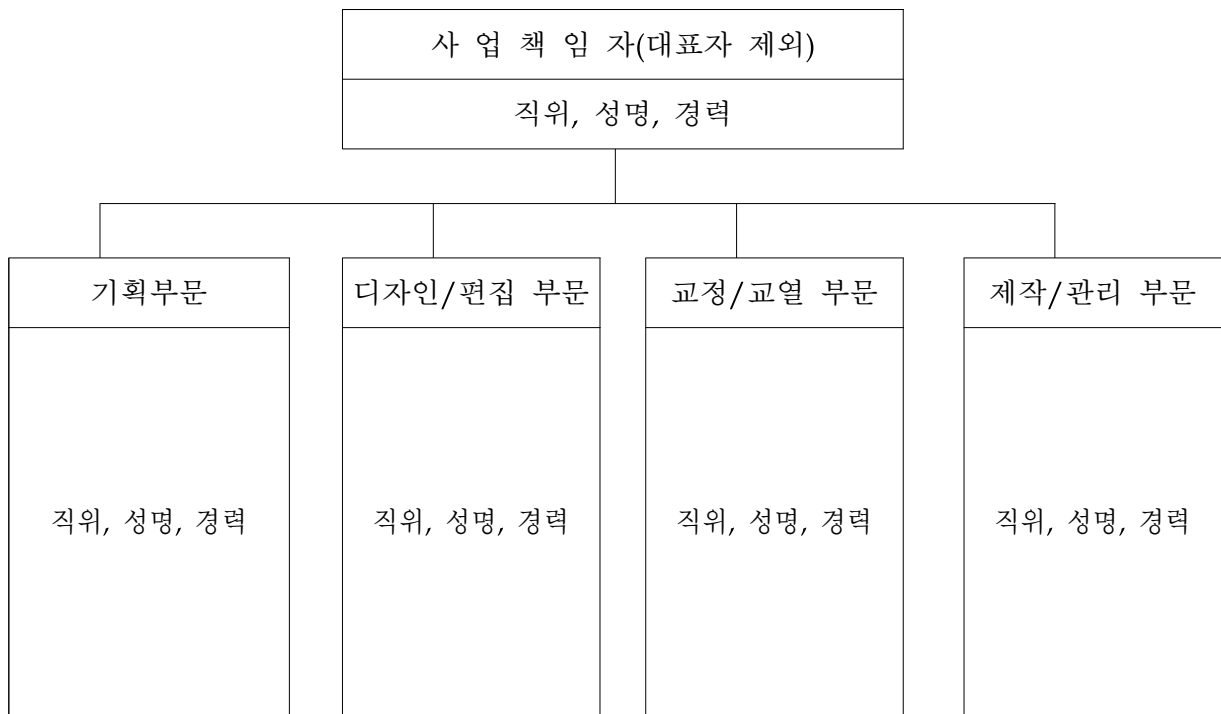 사 업 책 임 자(대표자 제외)
직위, 성명, 경력
기획부문
디자인/편집 부문
교정/교열 부문
제작/관리 부문
직위, 성명, 경력
직위, 성명, 경력
직위, 성명, 경력
직위, 성명, 경력